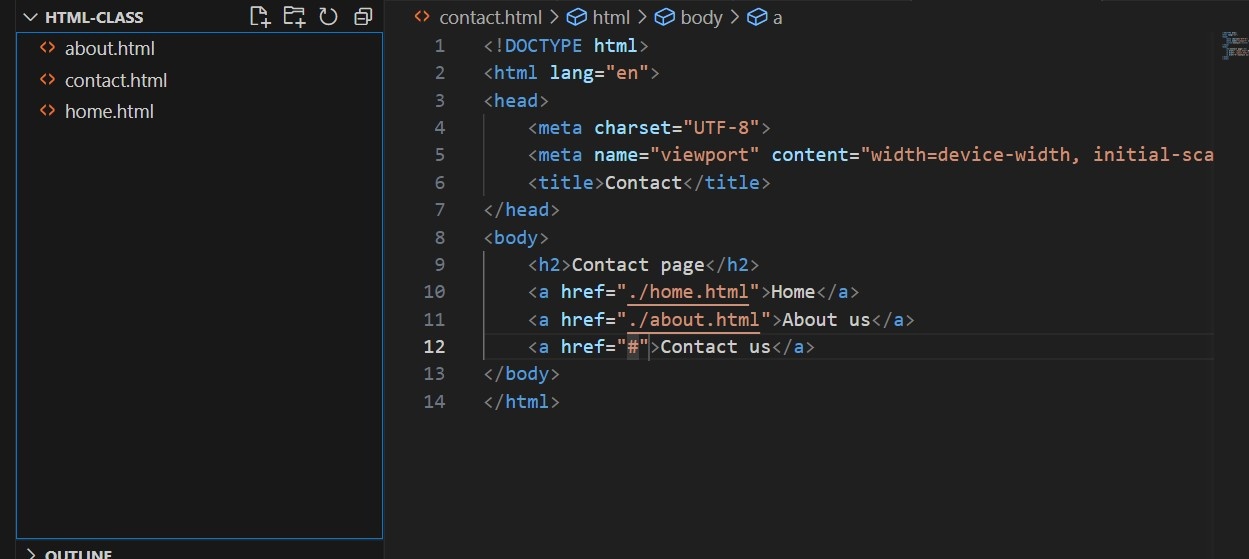 HTML-CLASS
about.html
contact.html
home.html
OUTLINE
contact.html > html > body > a
1 <!DOCTYPE html>
2 <html lang="en">
3 <head>
4 <meta charset="UTF-8">
5 <meta name="viewport" content="width=device-width, initial-sca
6 <title>Contact</title>
7 </head>
8 <body>
9 <h2>Contact page</h2>
10 <a href="./home.html">Home</a>
11 <a href="./about.html">About us</a>
12 <a href="#">Contact us</a>
13 </body>
14 </html>